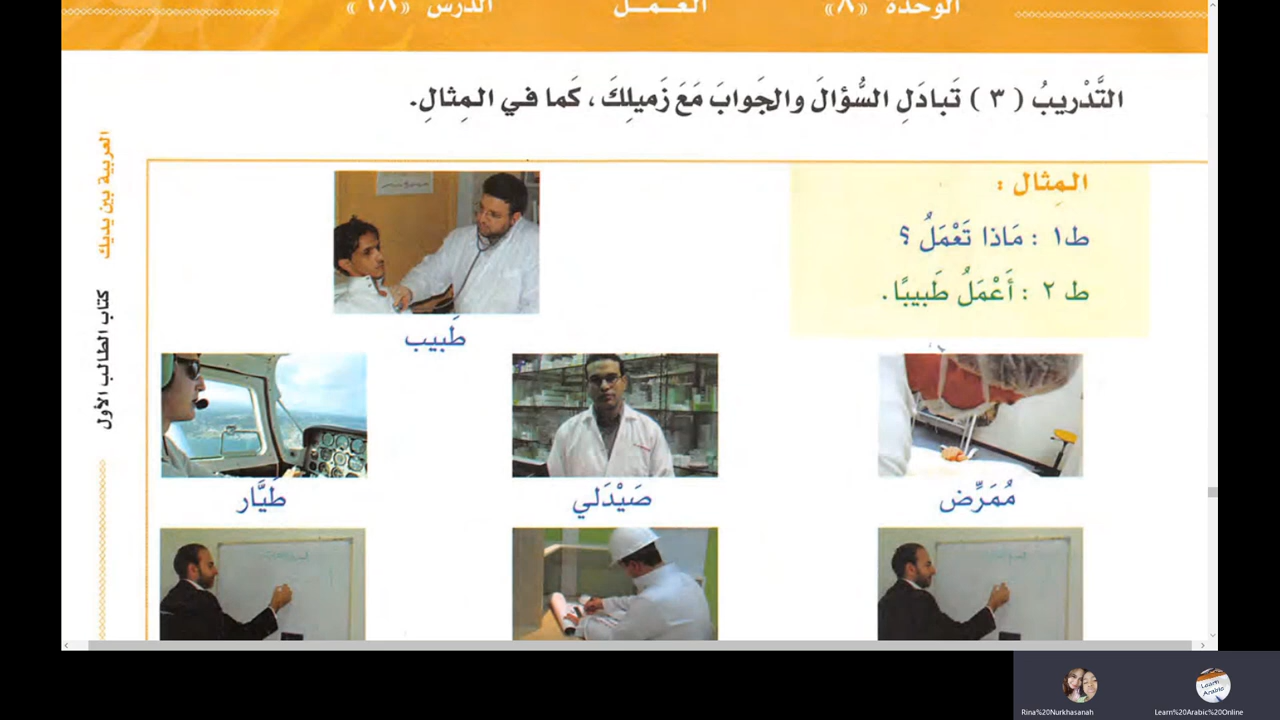 الوحدة «٨»
العمل
الدرس «١٨»
التَّدْريبُ ( ٣ ) تَبادَلِ السُّؤالَ والجَوابَ مَعَ زَميلِكَ ، كَما في المِثالِ.
المِثال :
ط١ : مَاذا تَعْمَلُ ؟
ط ٢ : أَعْمَلُ طَبيبًا.
طَبيب
مُمَرِّض
صَيْدَلي
طَيَّار
العربية بين يديك
كتاب الطالب الأول
Rina%20Nurkhasanah
Learn%20Arabic%20Online
Learn
Arabic